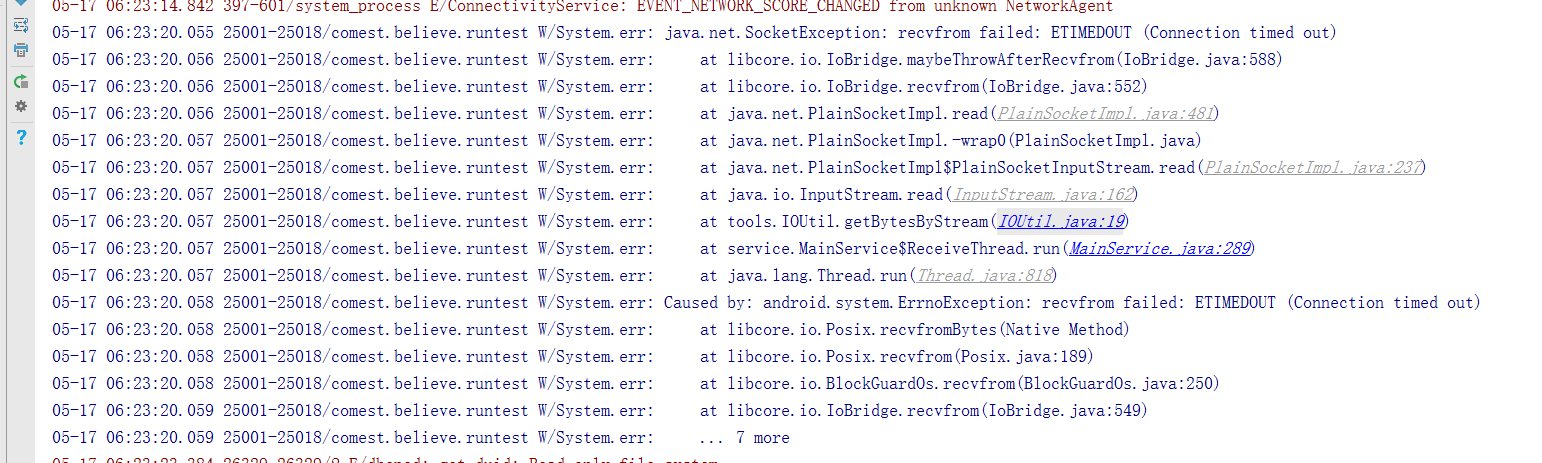 05-17 06:23:14.842 397-601/system_process E/ConnectivityService: EVENT_NETWORK_SCORE_CHANGED from unknown NetworkAgent
05-17 06:23:20.055 25001-25018/comest.believe.runtest W/System.err: java.net.SocketException: recvfrom failed: ETIMEDOUT (Connection timed out)
05-17 06:23:20.056 25001-25018/comest.believe.runtest W/System.err:     at libcore.io.IoBridge.maybeThrowAfterRecvfrom(IoBridge.java:588)
05-17 06:23:20.056 25001-25018/comest.believe.runtest W/System.err:     at libcore.io.IoBridge.recvfrom(IoBridge.java:552)
05-17 06:23:20.056 25001-25018/comest.believe.runtest W/System.err:     at java.net.PlainSocketImpl.read(PlainSocketImpl.java:481)
05-17 06:23:20.057 25001-25018/comest.believe.runtest W/System.err:     at java.net.PlainSocketImpl.-wrap0(PlainSocketImpl.java)
05-17 06:23:20.057 25001-25018/comest.believe.runtest W/System.err:     at java.net.PlainSocketImpl$PlainSocketInputStream.read(PlainSocketImpl.java:237)
05-17 06:23:20.057 25001-25018/comest.believe.runtest W/System.err:     at java.io.InputStream.read(InputStream.java:162)
05-17 06:23:20.057 25001-25018/comest.believe.runtest W/System.err:     at tools.IOUtil.getBytesByStream(IOUtil.java:19)
05-17 06:23:20.057 25001-25018/comest.believe.runtest W/System.err:     at service.MainService$ReceiveThread.run(MainService.java:289)
05-17 06:23:20.057 25001-25018/comest.believe.runtest W/System.err:     at java.lang.Thread.run(Thread.java:818)
05-17 06:23:20.058 25001-25018/comest.believe.runtest W/System.err: Caused by: android.system.ErrnoException: recvfrom failed: ETIMEDOUT (Connection timed out)
05-17 06:23:20.058 25001-25018/comest.believe.runtest W/System.err:     at libcore.io.Posix.recvfromBytes(Native Method)
05-17 06:23:20.058 25001-25018/comest.believe.runtest W/System.err:     at libcore.io.Posix.recvfrom(Posix.java:189)
05-17 06:23:20.058 25001-25018/comest.believe.runtest W/System.err:     at libcore.io.BlockGuardOs.recvfrom(BlockGuardOs.java:250)
05-17 06:23:20.059 25001-25018/comest.believe.runtest W/System.err:     at libcore.io.IoBridge.recvfrom(IoBridge.java:549)
05-17 06:23:20.059 25001-25018/comest.believe.runtest W/System.err:     ... 7 more